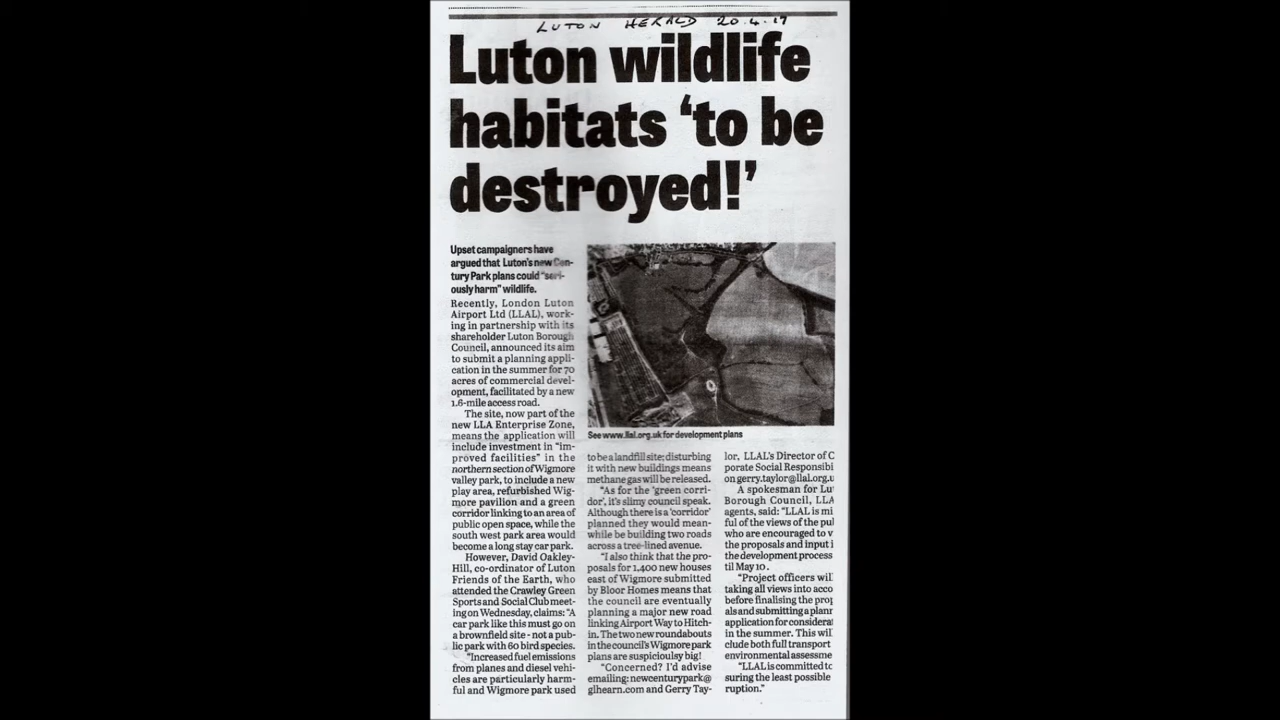 LUTON HERALD 20.4.17
Luton wildlife
habitats ‘to be
destroyed!’
Upset campaigners have
argued that Luton's new Cen-
tury Park plans could "seri-
ously harm" wildlife.
Recently, London Luton
Airport Ltd (LLAL), work-
ing in partnership with its
shareholder Luton Borough
Council, announced its aim
to submit a planning appli-
cation in the summer for 70
acres of commercial devel-
opment, facilitated by a new
1.6-mile access road.
The site, now part of the
new LLA Enterprise Zone,
means the application will
include investment in "im-
proved facilities" in the
northern section of Wigmore
valley park, to include a new
play area, refurbished Wig-
more pavilion and a green
corridor linking to an area of
public open space, while the
south west park area would
become a long stay car park.
However, David Oakley-
Hill, co-ordinator of Luton
Friends of the Earth, who
attended the Crawley Green
Sports and Social Club meet-
ing on Wednesday, claims: "A
car park like this must go on
a brownfield site - not a pub-
lic park with 60 bird species.
"Increased fuel emissions
from planes and diesel vehi-
cles are particularly harm-
ful and Wigmore park used
See www.llal.org.uk for development plans
to be a landfill site; disturbing
it with new buildings means
methane gas will be released.
"As for the 'green corri-
dor', it's slimy council speak.
Although there is a 'corridor'
planned they would mean-
while be building two roads
across a tree-lined avenue.
"I also think that the pro-
posals for 1,400 new houses
east of Wigmore submitted
by Bloor Homes means that
the council are eventually
planning a major new road
linking Airport Way to Hitch-
in. The two new roundabouts
in the council's Wigmore park
plans are suspicioulsy big!
"Concerned? I'd advise
emailing: newcenturypark@
glhearn.com and Gerry Tay-
lor, LLAL's Director of C
porate Social Responsibi
on gerry.taylor@llal.org.u
A spokesman for Lu
Borough Council, LLA
agents, said: "LLAL is mi
ful of the views of the pul
who are encouraged to v
the proposals and input i
the development process
til May 10.
"Project officers wil
taking all views into acco
before finalising the prop
als and submitting a plann
application for considerat
in the summer. This wil
clude both full transport
environmental assessme
"LLAL is committed to
suring the least possible
ruption."